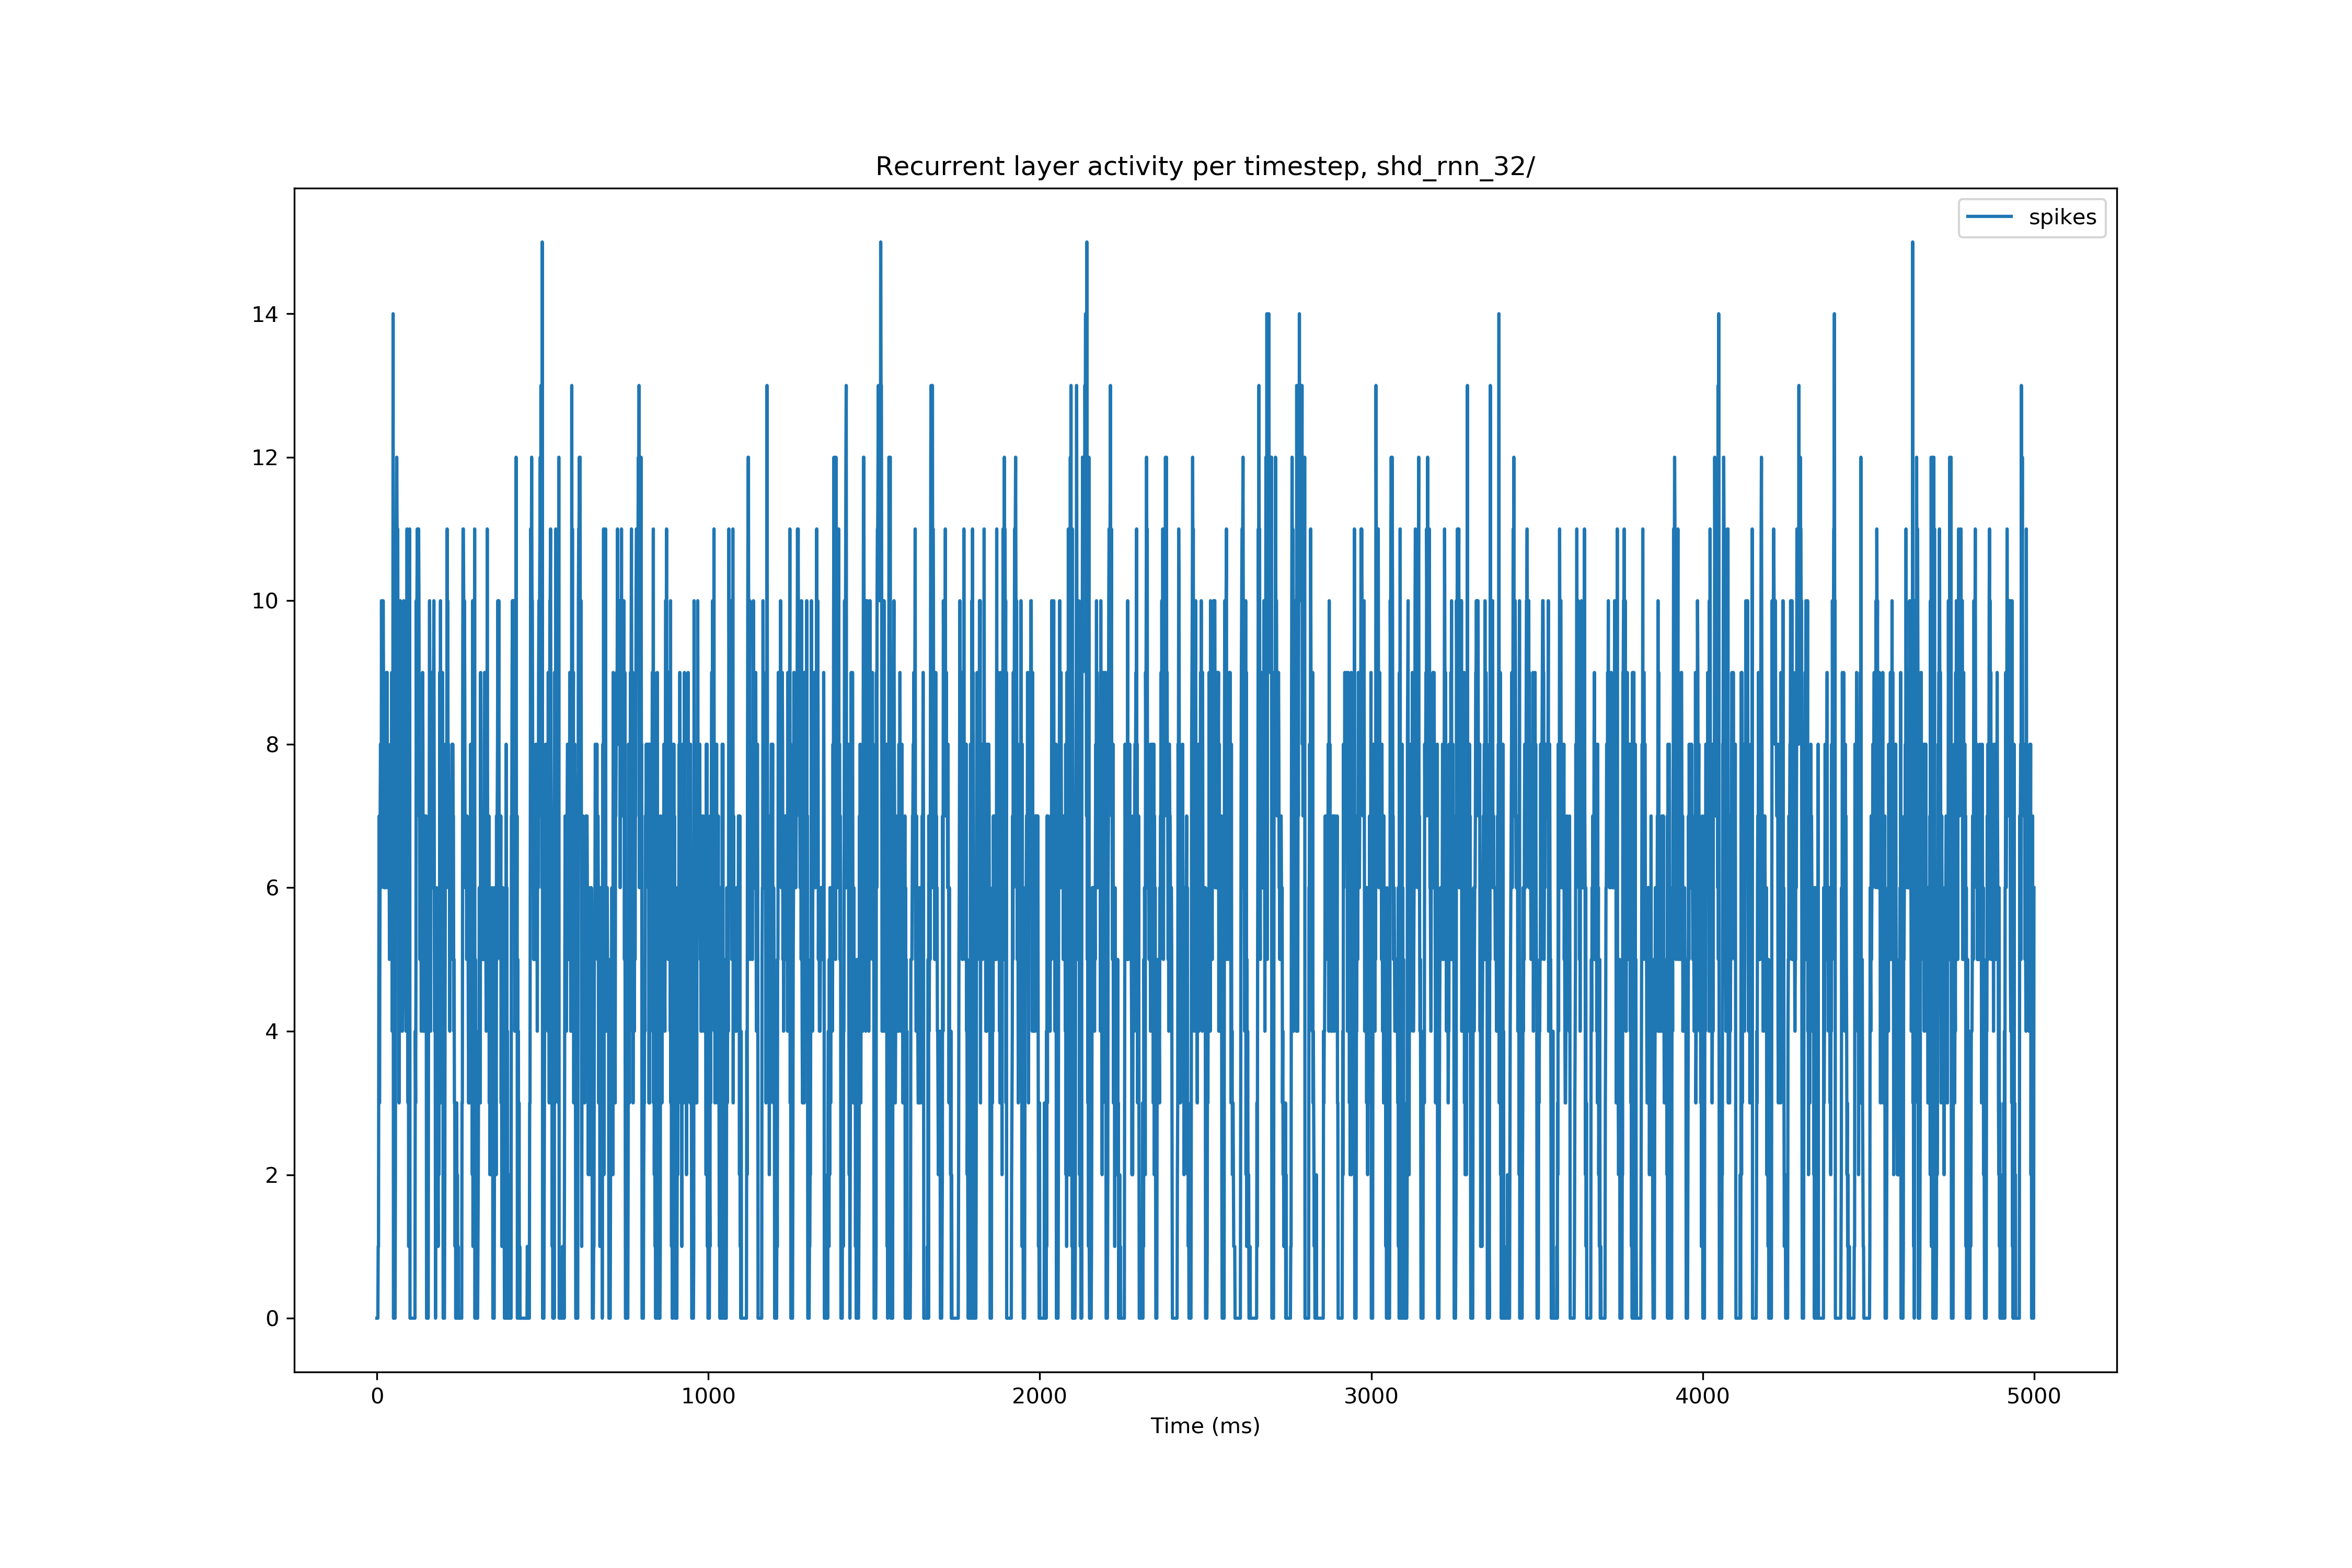 Recurrent layer activity per timestep, shd_rnn_32/
spikes
14
12
10
8
6
4
2
0
0 1000 2000 3000 4000 5000
Time (ms)